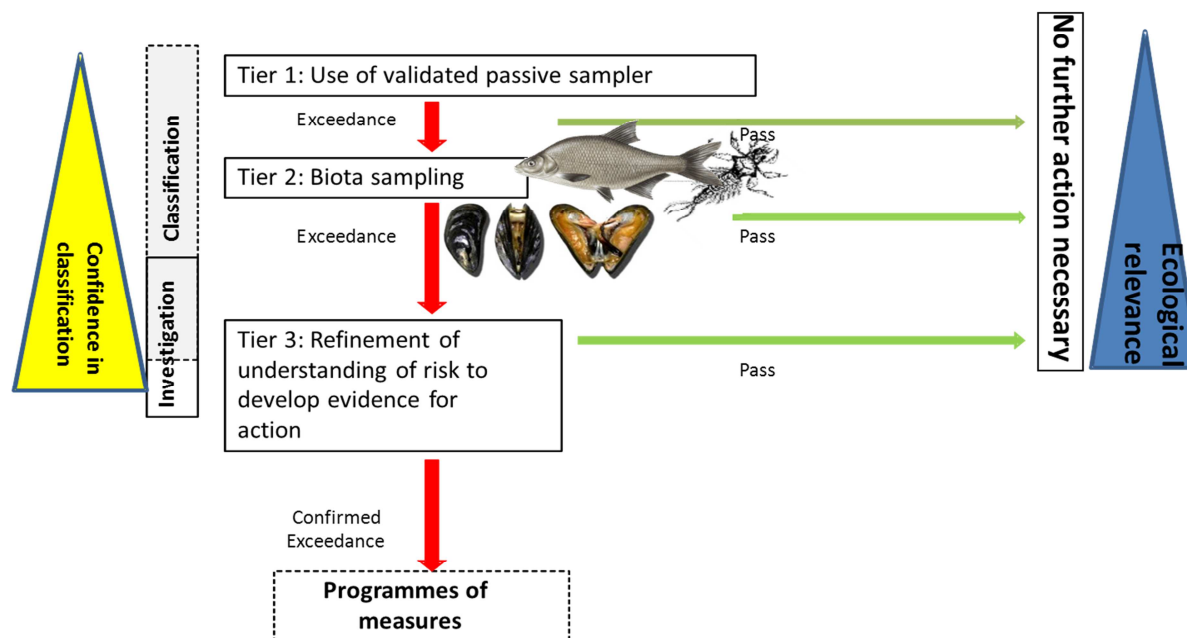 Tier 1: Use of validated passive sampler
Exceedance
Pass
Tier 2: Biota sampling
Exceedance
Pass
Tier 3: Refinement of
understanding of risk to
develop evidence for
action
Pass
Confirmed
Exceedance
Programmes of
measures
Confidence in
classification
Classification
Investigation
No further action necessary
Ecological
relevance